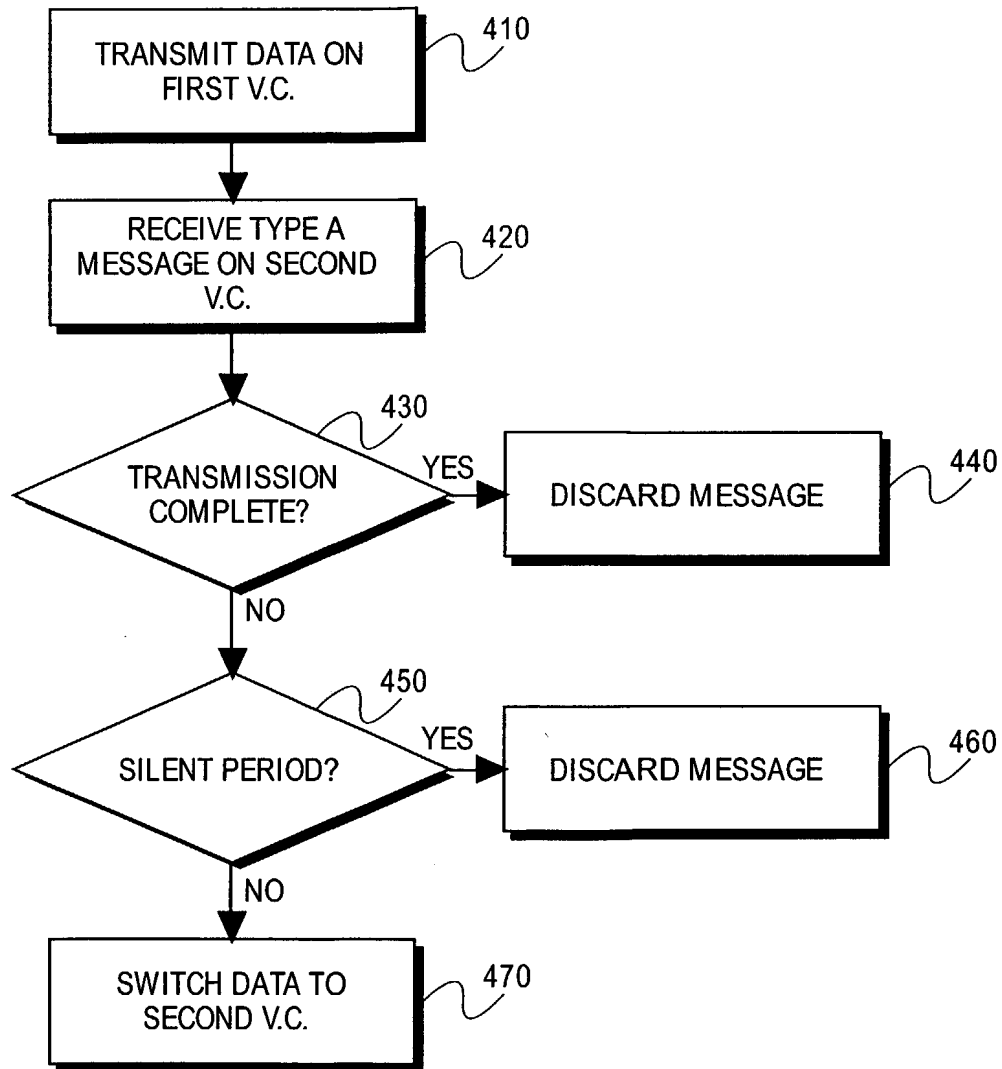 TRANSMIT DATA ON
FIRST V.C.
410
RECEIVE TYPE A
MESSAGE ON SECOND
V.C.
420
430
TRANSMISSION
COMPLETE?
YES
DISCARD MESSAGE
440
NO
450
SILENT PERIOD?
YES
DISCARD MESSAGE
460
NO
SWITCH DATA TO
SECOND V.C.
470